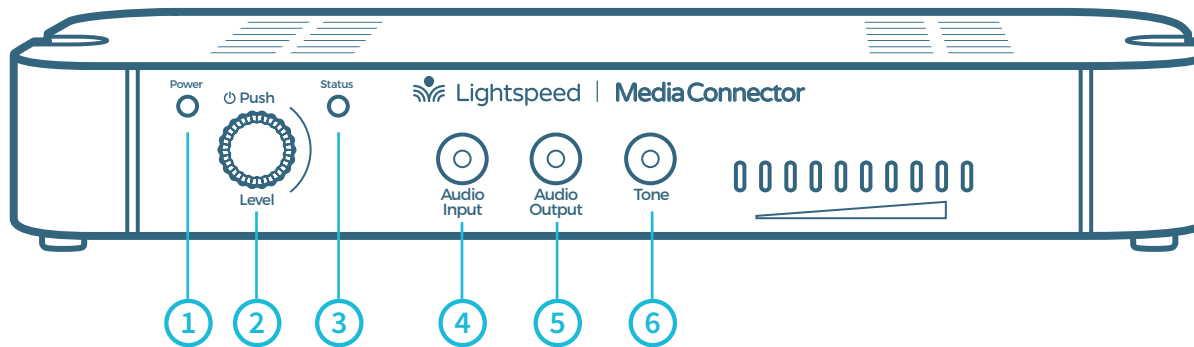 Power
Push
Status
Lightspeed | MediaConnector
Level
Audio
Input
Audio
Output
Tone
1
2
3
4
5
6